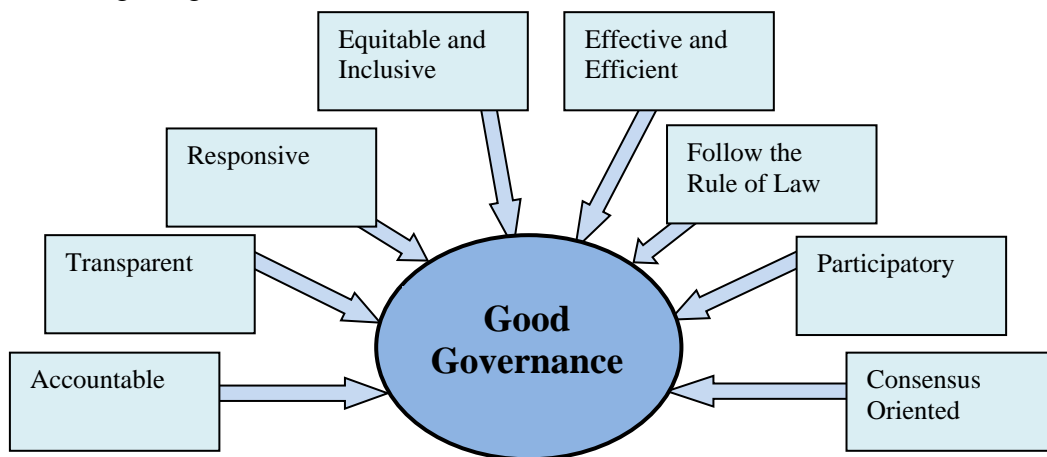 Equitable and
Inclusive
Effective and
Efficient
Responsive
Follow the
Rule of Law
Transparent
Participatory
Good
Governance
Accountable
Consensus
Oriented